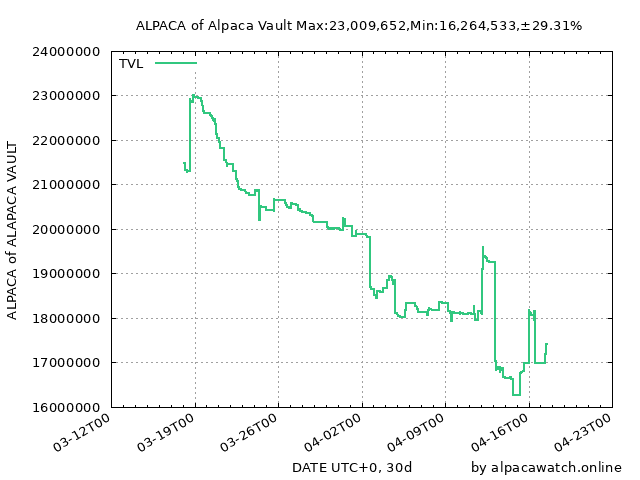 ALPACA of Alpaca Vault Max:23,009,652,Min:16,264,533,±29.31%
TVL
ALPACA of ALAPACA VAULT
24000000
23000000
22000000
21000000
20000000
19000000
18000000
17000000
16000000
03-12T00
03-19T00
03-26T00
04-02T00
04-09T00
04-16T00
04-23T00
DATE UTC+0, 30d
by alpacawatch.online